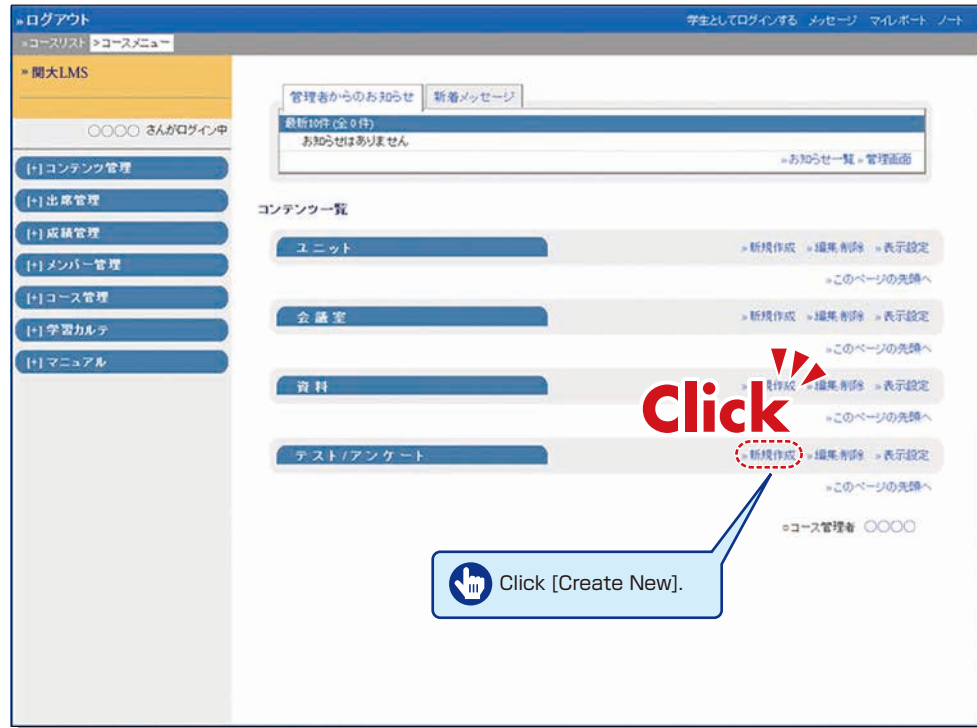 »ログアウト 学生としてログインする メッセージ マイレポート ノート
»コースリスト >コースメニュー
»関大LMS
○○○○ さんがログイン中
[+]コンテンツ管理
[+]出席管理
[+]成績管理
[+]メンバー管理
[+]コース管理
[+]学習カルテ
[+]マニュアル
管理者からのお知らせ 新着メッセージ
最新10件(全0件)
お知らせはありません
»お知らせ一覧 »管理画面
コンテンツ一覧
ユニット »新規作成 »編集・削除 »表示設定
»このページの先頭へ
会議室 »新規作成 »編集・削除 »表示設定
»このページの先頭へ
資料 »新規作成 »編集・削除 »表示設定
»このページの先頭へ
Click
テスト/アンケート »新規作成 »編集・削除 »表示設定
»このページの先頭へ
¤コース管理者 ○○○○
Click [Create New].